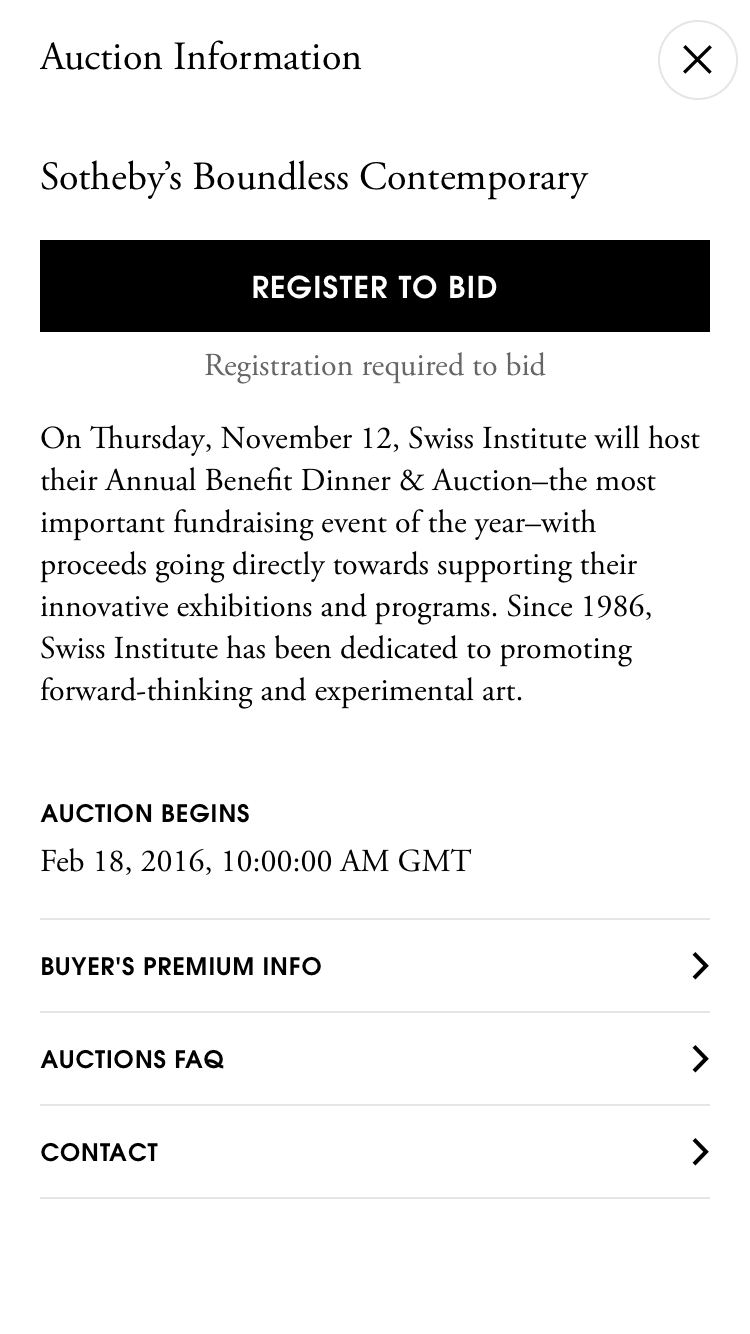 Auction Information
Sotheby’s Boundless Contemporary
REGISTER TO BID
Registration required to bid
On Thursday, November 12, Swiss Institute will host
their Annual Benefit Dinner & Auction–the most
important fundraising event of the year–with
proceeds going directly towards supporting their
innovative exhibitions and programs. Since 1986,
Swiss Institute has been dedicated to promoting
forward-thinking and experimental art.
AUCTION BEGINS
Feb 18, 2016, 10:00:00 AM GMT
BUYER'S PREMIUM INFO
AUCTIONS FAQ
CONTACT